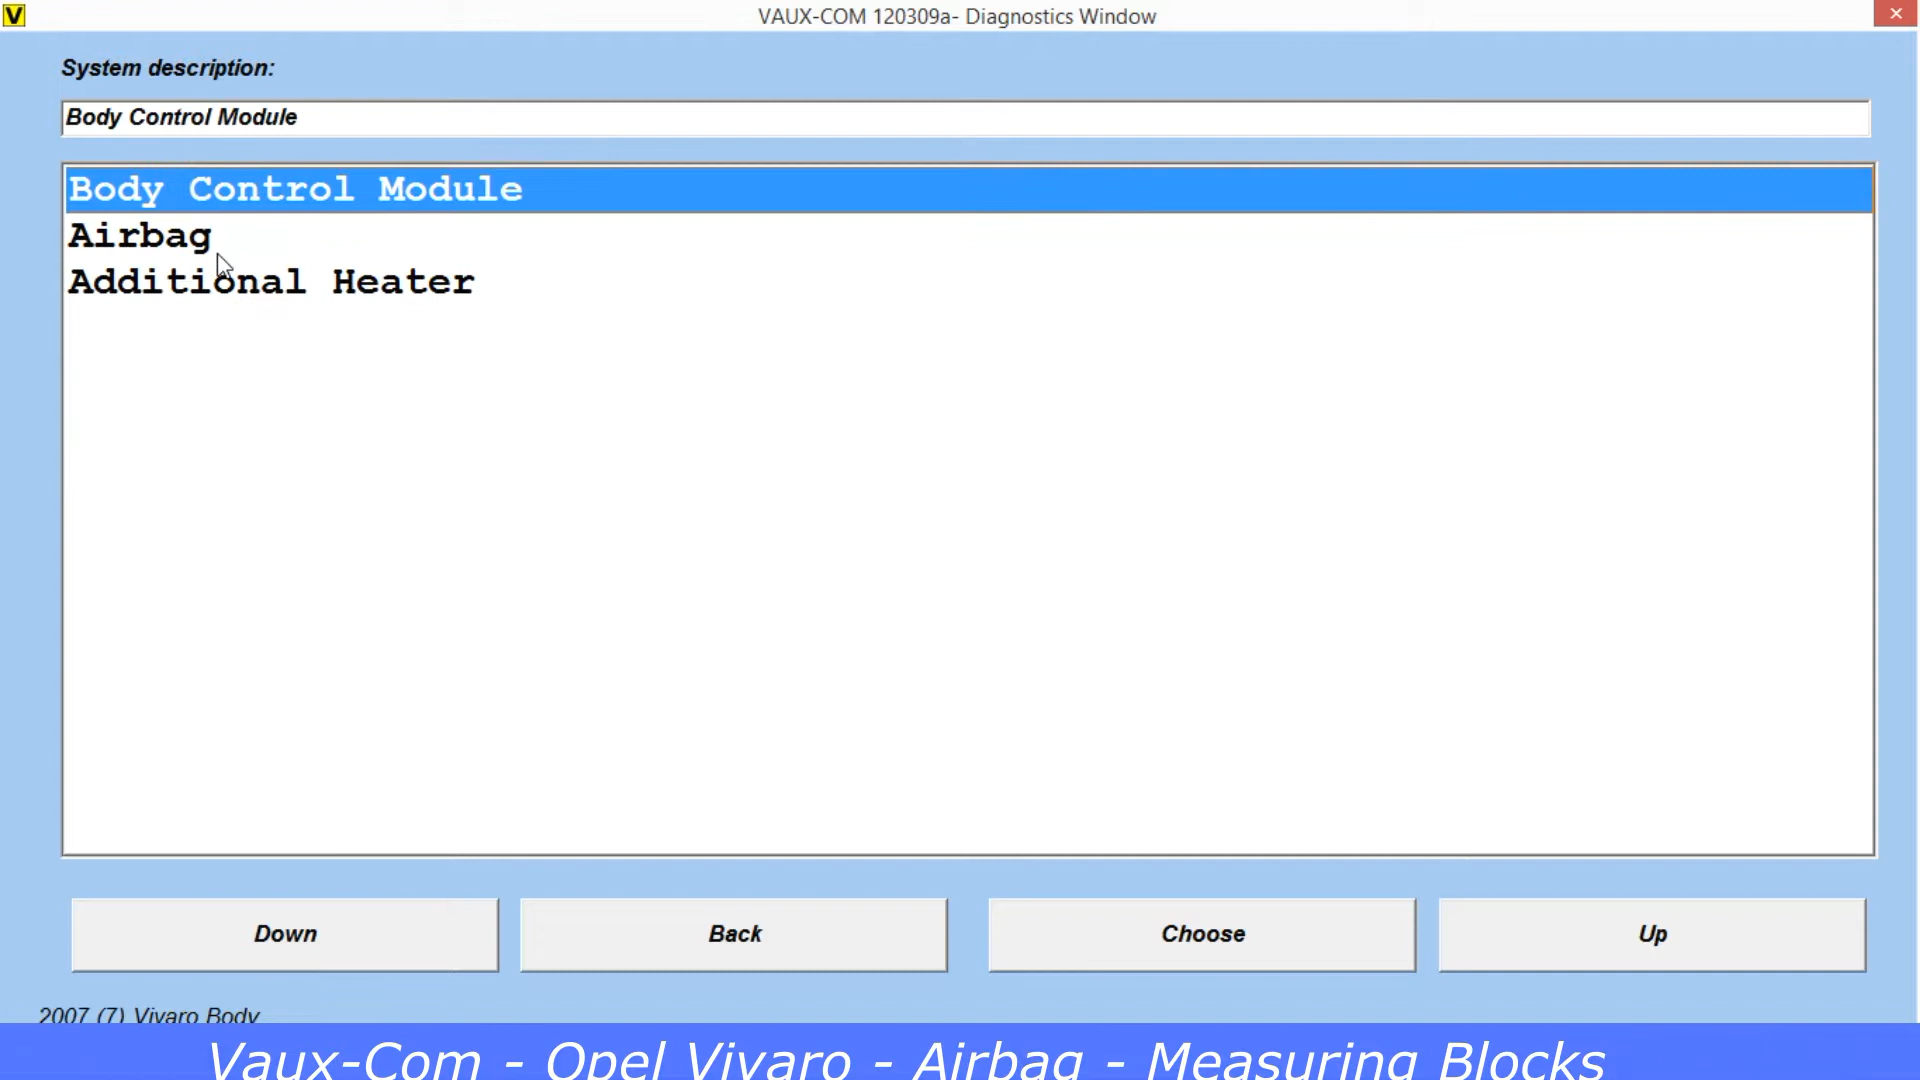 V
VAUX-COM 120309a- Diagnostics Window
System description:
Body Control Module
Body Control Module
Airbag
Additional Heater
Down
Back
Choose
Up
2007 (7) Vivaro Body
Vaux-Com - Opel Vivaro - Airbag - Measuring Blocks